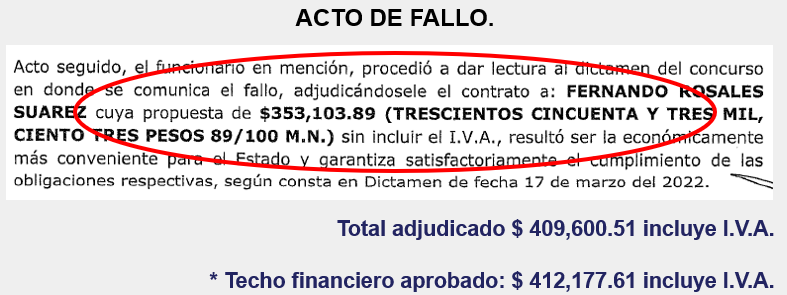 ACTO DE FALLO.
Acto seguido, el funcionario en mención, procedió a dar lectura al dictamen del concurso
en donde se comunica el fallo, adjudicándosele el contrato a: FERNANDO ROSALES
SUAREZ cuya propuesta de $353,103.89 (TRESCIENTOS CINCUENTA Y TRES MIL,
CIENTO TRES PESOS 89/100 M.N.) sin incluir el I.V.A., resultó ser la económicamente
más conveniente para el Estado y garantiza satisfactoriamente el cumplimiento de las
obligaciones respectivas, según consta en Dictamen de fecha 17 de marzo del 2022.
Total adjudicado $ 409,600.51 incluye I.V.A.
* Techo financiero aprobado: $ 412,177.61 incluye I.V.A.